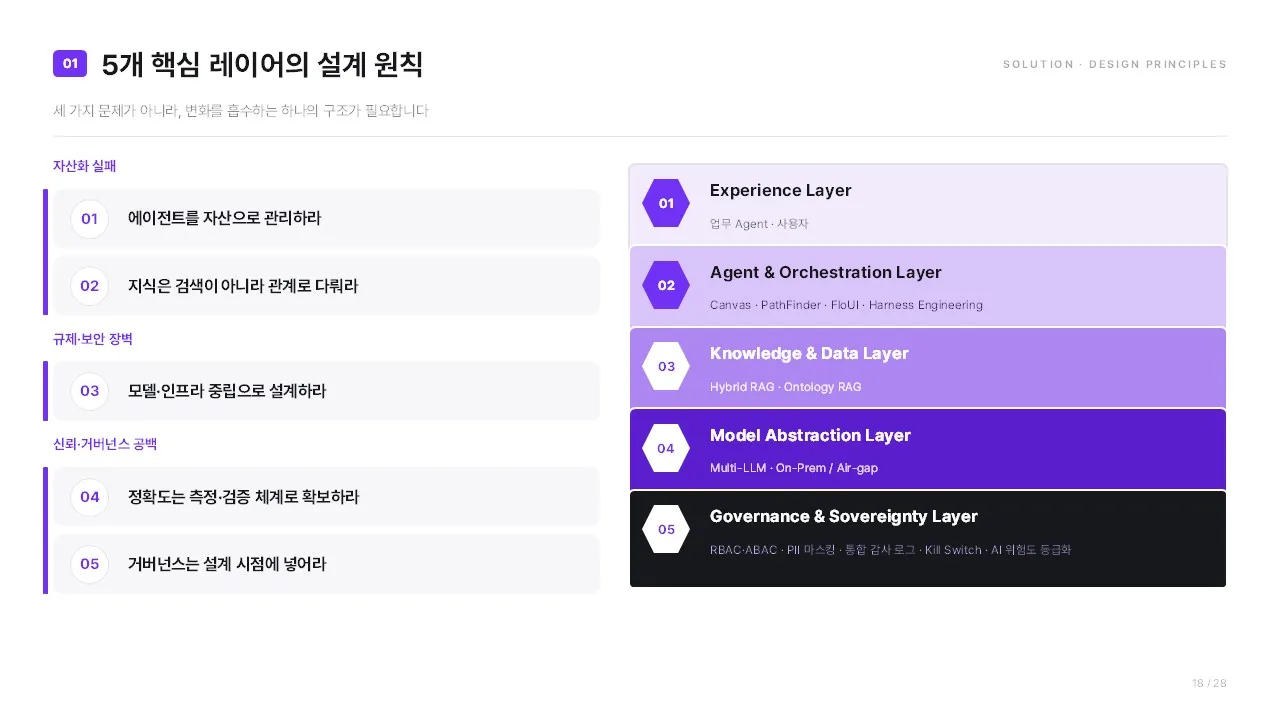 01
5개 핵심 레이어의 설계 원칙
SOLUTION · DESIGN PRINCIPLES
세 가지 문제가 아니라, 변화를 흡수하는 하나의 구조가 필요합니다
자산화 실패
01 에이전트를 자산으로 관리하라
02 지식은 검색이 아니라 관계로 다뤄라
규제·보안 장벽
03 모델·인프라 중립으로 설계하라
신뢰·거버넌스 공백
04 정확도는 측정·검증 체계로 확보하라
05 거버넌스는 설계 시점에 넣어라
01 Experience Layer
업무 Agent · 사용자
02 Agent & Orchestration Layer
Canvas · PathFinder · FloUI · Harness Engineering
03 Knowledge & Data Layer
Hybrid RAG · Ontology RAG
04 Model Abstraction Layer
Multi-LLM · On-Prem / Air-gap
05 Governance & Sovereignty Layer
RBAC·ABAC · PII 마스킹 · 통합 감사 로그 · Kill Switch · AI 위험도 등급화
18 / 28